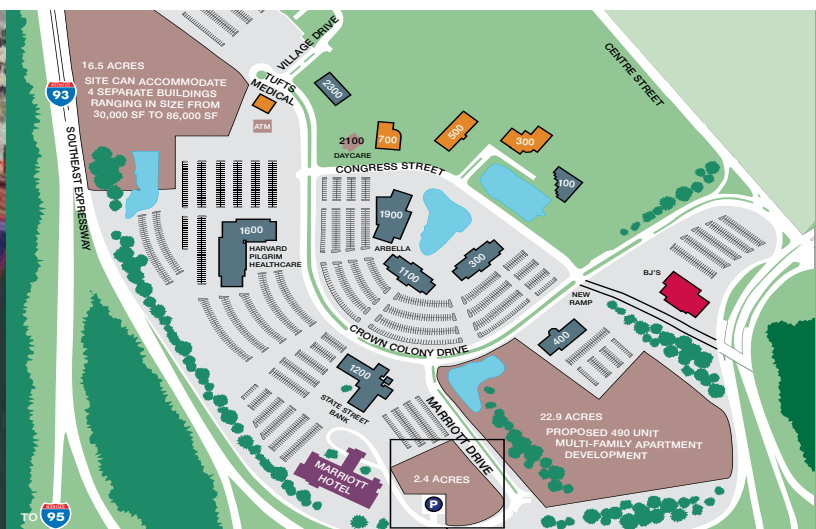 VILLAGE DRIVE
CENTRE STREET
16.5 ACRES
SITE CAN ACCOMMODATE
4 SEPARATE BUILDINGS
RANGING IN SIZE FROM
30,000 SF TO 86,000 SF
93
TUFTS
MEDICAL
ATM
2300
2100
DAYCARE
700
500
300
100
SOUTHEAST EXPRESSWAY
CONGRESS STREET
1900
ARBELLA
1600
HARVARD
PILGRIM
HEALTHCARE
1100
300
BJ'S
NEW
RAMP
400
CROWN COLONY DRIVE
1200
STATE STREET
BANK
MARRIOTT DRIVE
22.9 ACRES
PROPOSED 490 UNIT
MULTI-FAMILY APARTMENT
DEVELOPMENT
MARRIOTT
HOTEL
2.4 ACRES
P
TO 95